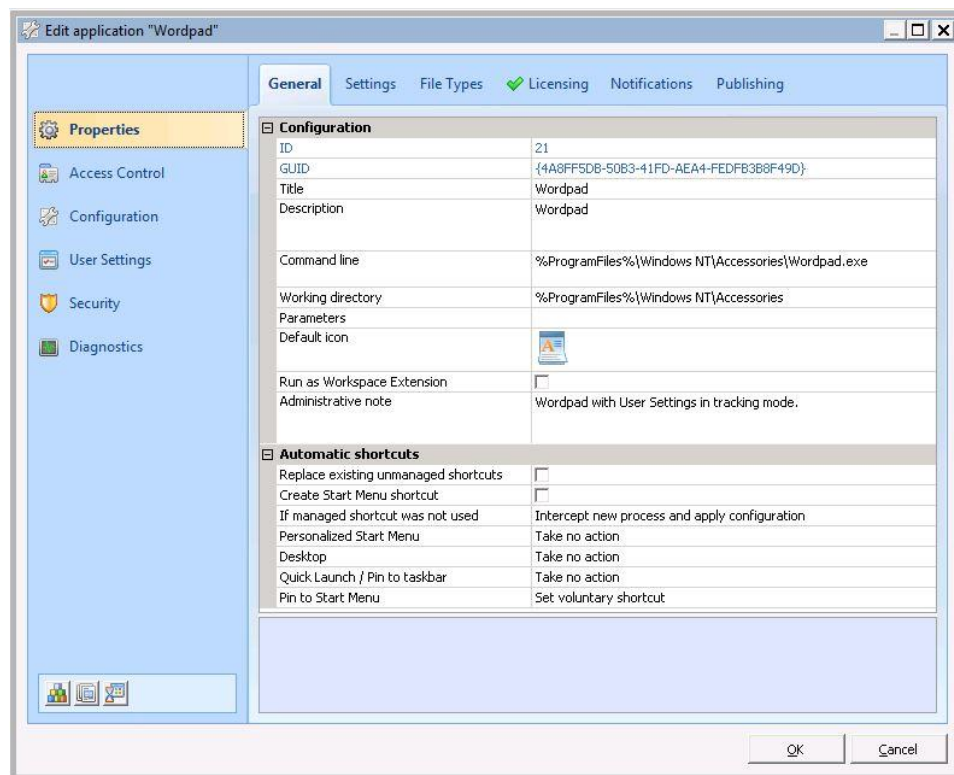 Edit application "Wordpad"
General Settings File Types Licensing Notifications Publishing
Properties
Access Control
Configuration
User Settings
Security
Diagnostics
Configuration
ID 21
GUID {4A8FF5DB-50B3-41FD-AEA4-FEDFB3B8F49D}
Title Wordpad
Description Wordpad
Command line %ProgramFiles%\Windows NT\Accessories\Wordpad.exe
Working directory %ProgramFiles%\Windows NT\Accessories
Parameters
Default icon
Run as Workspace Extension
Administrative note Wordpad with User Settings in tracking mode.
Automatic shortcuts
Replace existing unmanaged shortcuts
Create Start Menu shortcut
If managed shortcut was not used Intercept new process and apply configuration
Personalized Start Menu Take no action
Desktop Take no action
Quick Launch / Pin to taskbar Take no action
Pin to Start Menu Set voluntary shortcut
OK Cancel